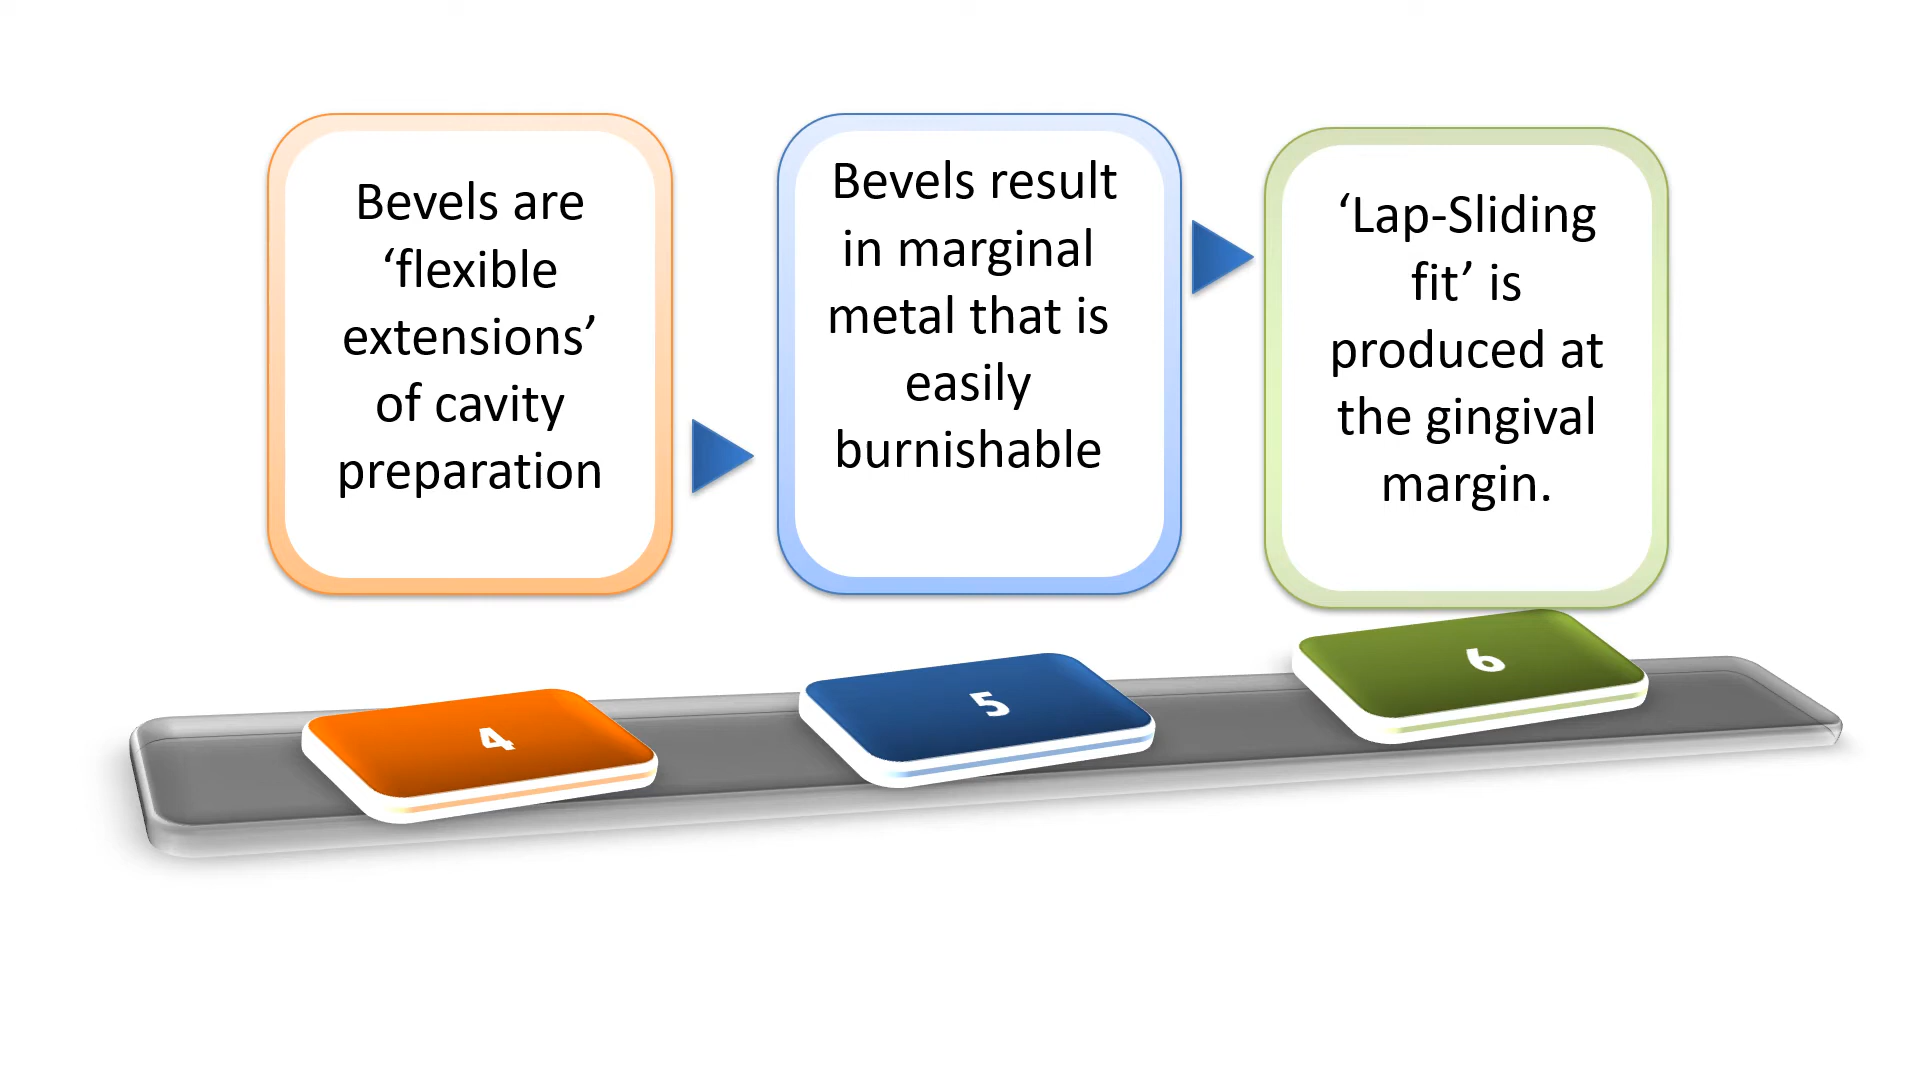 Bevels are
‘flexible
extensions’
of cavity
preparation
Bevels result
in marginal
metal that is
easily
burnishable
‘Lap-Sliding
fit’ is
produced at
the gingival
margin.
4
5
6